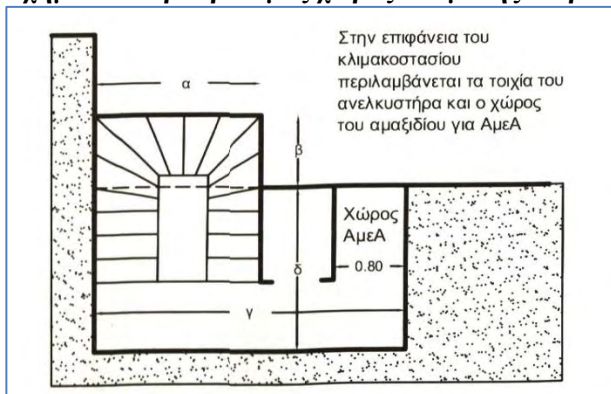 Στην επιφάνεια του
κλιμακοστασίου
περιλαμβάνεται τα τοιχία του
ανελκυστήρα και ο χώρος
του αμαξιδίου για ΑμεΑ
α
β
Χώρος
ΑμεΑ
0.80
δ
γ